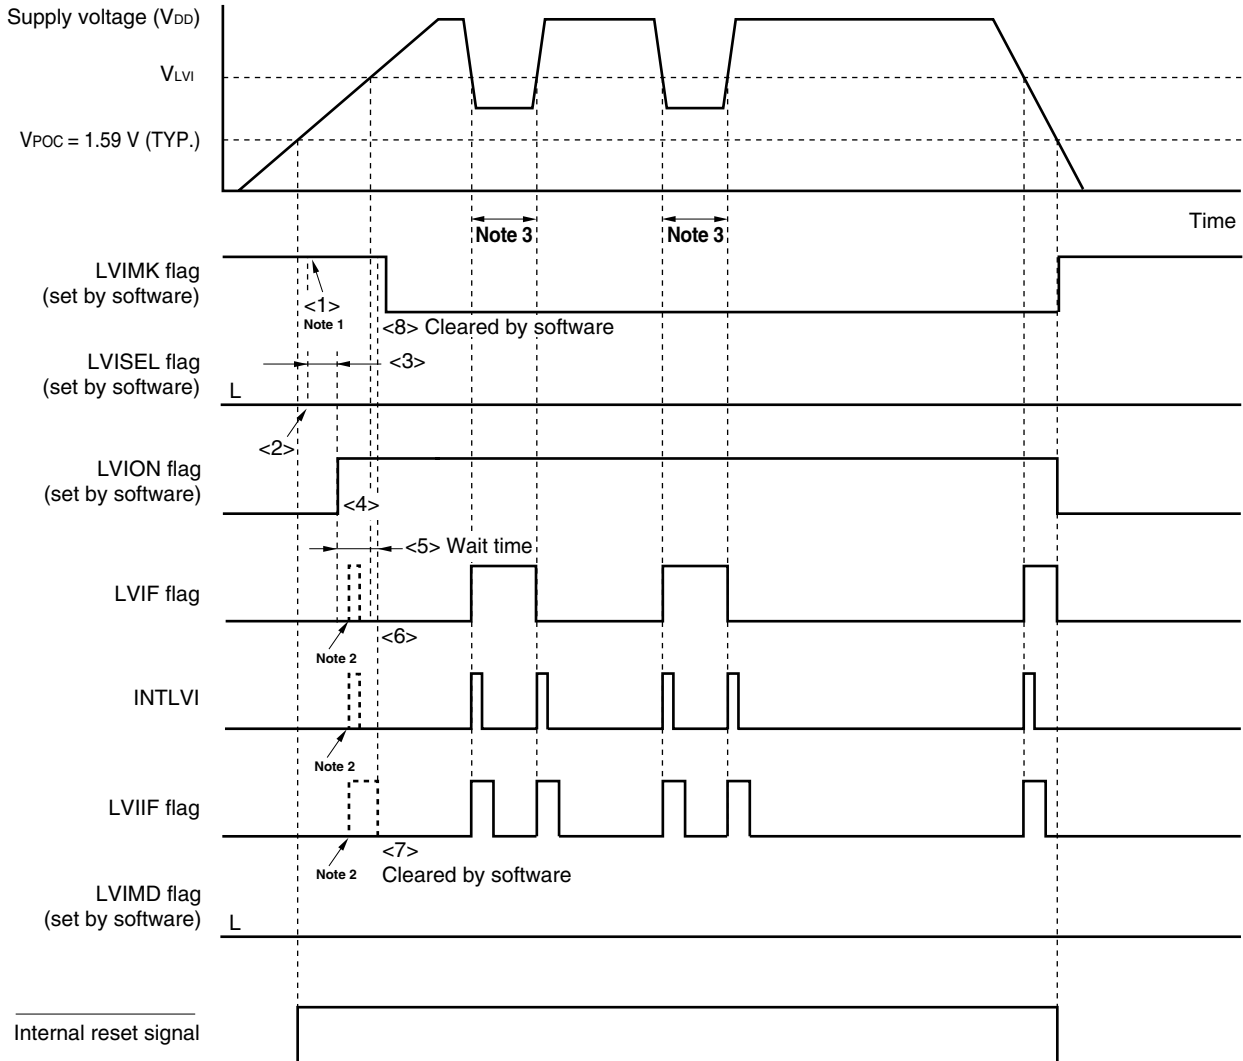 Supply voltage (VDD)
VLVI
VPOC = 1.59 V (TYP.)
Time
Note 3
Note 3
LVIMK flag
(set by software)
<1>
Note 1
<8> Cleared by software
LVISEL flag
(set by software)
L
<3>
<2>
LVION flag
(set by software)
<4>
<5> Wait time
LVIF flag
<6>
Note 2
INTLVI
Note 2
LVIIF flag
<7>
Note 2
Cleared by software
LVIMD flag
(set by software)
L
Internal reset signal